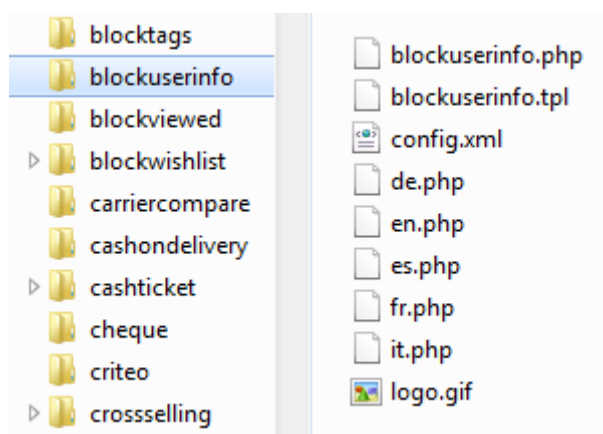 blocktags
blockuserinfo
blockviewed
blockwishlist
carriercompare
cashondelivery
cashticket
cheque
criteo
crossselling
blockuserinfo.php
blockuserinfo.tpl
config.xml
de.php
en.php
es.php
fr.php
it.php
logo.gif